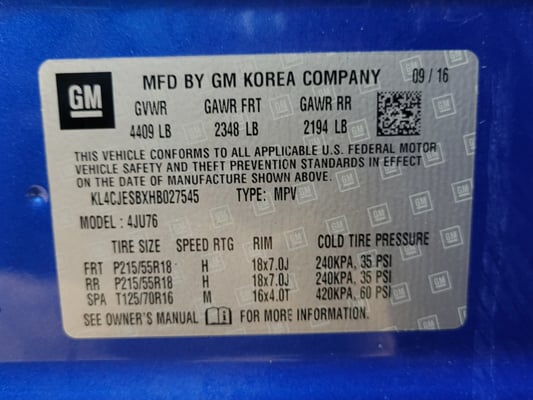 GM
MFD BY GM KOREA COMPANY 09 / 16
GVWR GAWR FRT GAWR RR
4409 LB 2348 LB 2194 LB
THIS VEHICLE CONFORMS TO ALL APPLICABLE U.S. FEDERAL MOTOR
VEHICLE SAFETY AND THEFT PREVENTION STANDARDS IN EFFECT
ON THE DATE OF MANUFACTURE SHOWN ABOVE.
KL4CJESBXHB027545 TYPE: MPV
MODEL : 4JU76
TIRE SIZE SPEED RTG RIM COLD TIRE PRESSURE
FRT P215/55R18 H 18x7.0J 240KPA, 35 PSI
RR P215/55R18 H 18x7.0J 240KPA, 35 PSI
SPA T125/70R16 M 16x4.0T 420KPA, 60 PSI
SEE OWNER'S MANUAL FOR MORE INFORMATION.